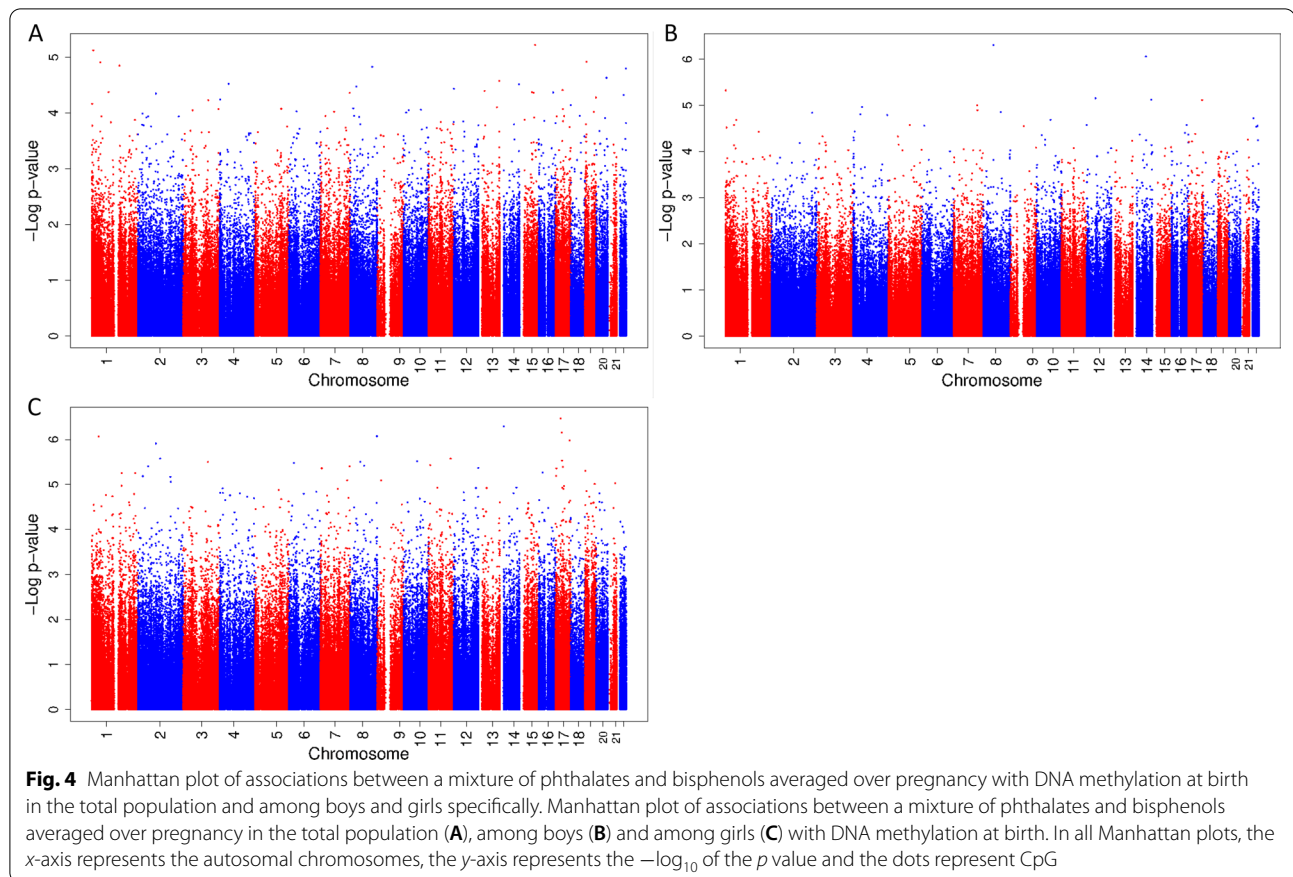 A
−Log p−value
5
4
3
2
1
0
1 2 3 4 5 6 7 8 9 10 11 12 13 14 15 16 17 18 19 20 21
Chromosome
B
−Log p−value
6
5
4
3
2
1
0
1 2 3 4 5 6 7 8 9 10 11 12 13 14 15 16 17 18 19 20 21
Chromosome
C
−Log p−value
6
5
4
3
2
1
0
1 2 3 4 5 6 7 8 9 10 11 12 13 14 15 16 17 18 19 20 21
Chromosome
Fig. 4 Manhattan plot of associations between a mixture of phthalates and bisphenols averaged over pregnancy with DNA methylation at birth
in the total population and among boys and girls specifically. Manhattan plot of associations between a mixture of phthalates and bisphenols
averaged over pregnancy in the total population (A), among boys (B) and among girls (C) with DNA methylation at birth. In all Manhattan plots, the
x-axis represents the autosomal chromosomes, the y-axis represents the −log10 of the p value and the dots represent CpG